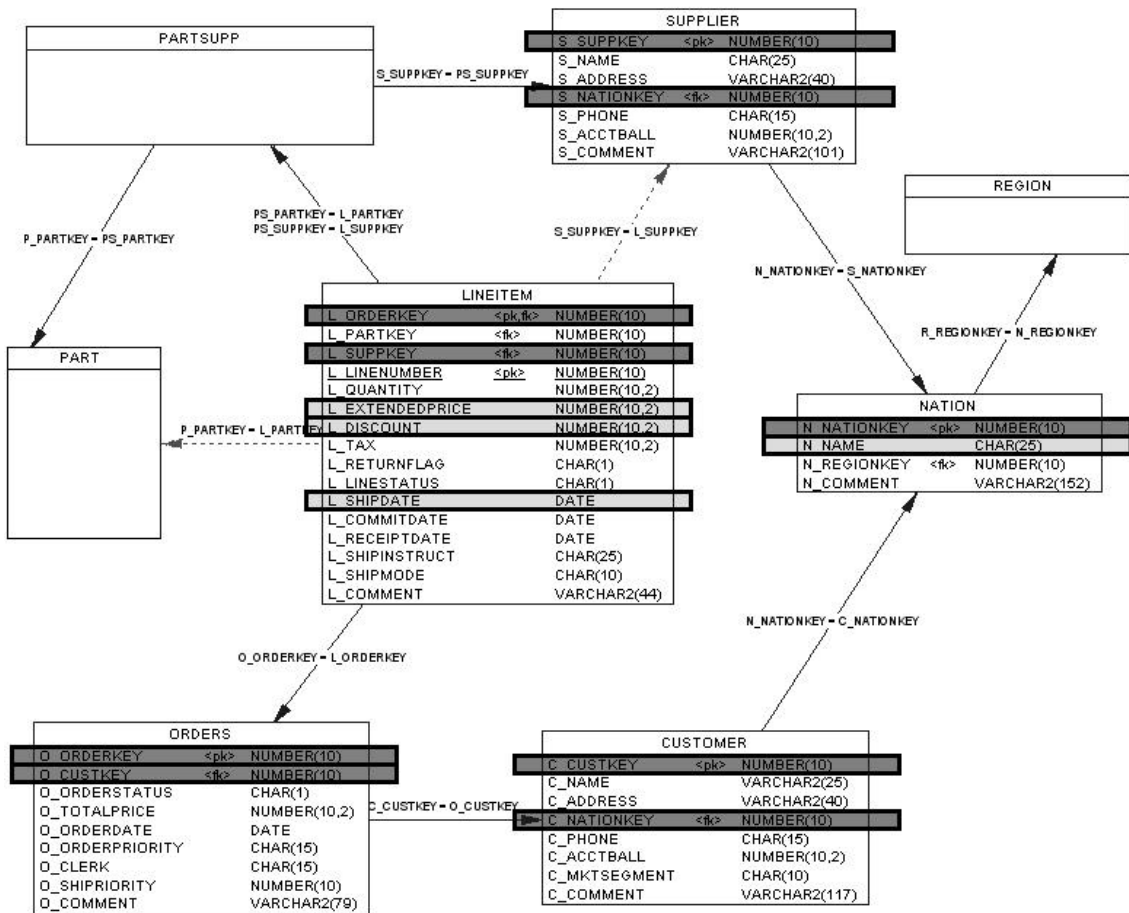 PARTSUPP
SUPPLIER
S_SUPPKEY <pk> NUMBER(10)
S_NAME CHAR(25)
S_ADDRESS VARCHAR2(40)
S_NATIONKEY <fk> NUMBER(10)
S_PHONE CHAR(15)
S_ACCTBALL NUMBER(10,2)
S_COMMENT VARCHAR2(101)
S_SUPPKEY = PS_SUPPKEY
REGION
PS_PARTKEY = L_PARTKEY
PS_SUPPKEY = L_SUPPKEY
P_PARTKEY = PS_PARTKEY
S_SUPPKEY = L_SUPPKEY
N_NATIONKEY = S_NATIONKEY
R_REGIONKEY = N_REGIONKEY
LINEITEM
L_ORDERKEY <pk,fk> NUMBER(10)
L_PARTKEY <fk> NUMBER(10)
L_SUPPKEY <fk> NUMBER(10)
L_LINENUMBER <pk> NUMBER(10)
L_QUANTITY NUMBER(10,2)
L_EXTENDEDPRICE NUMBER(10,2)
L_DISCOUNT NUMBER(10,2)
L_TAX NUMBER(10,2)
L_RETURNFLAG CHAR(1)
L_LINESTATUS CHAR(1)
L_SHIPDATE DATE
L_COMMITDATE DATE
L_RECEIPTDATE DATE
L_SHIPINSTRUCT CHAR(25)
L_SHIPMODE CHAR(10)
L_COMMENT VARCHAR2(44)
PART
P_PARTKEY = L_PARTKEY
NATION
N_NATIONKEY <pk> NUMBER(10)
N_NAME CHAR(25)
N_REGIONKEY <fk> NUMBER(10)
N_COMMENT VARCHAR2(152)
N_NATIONKEY = C_NATIONKEY
O_ORDERKEY = L_ORDERKEY
ORDERS
O_ORDERKEY <pk> NUMBER(10)
O_CUSTKEY <fk> NUMBER(10)
O_ORDERSTATUS CHAR(1)
O_TOTALPRICE NUMBER(10,2)
O_ORDERDATE DATE
O_ORDERPRIORITY CHAR(15)
O_CLERK CHAR(15)
O_SHIPRIORITY NUMBER(10)
O_COMMENT VARCHAR2(79)
C_CUSTKEY = O_CUSTKEY
CUSTOMER
C_CUSTKEY <pk> NUMBER(10)
C_NAME VARCHAR2(25)
C_ADDRESS VARCHAR2(40)
C_NATIONKEY <fk> NUMBER(10)
C_PHONE CHAR(15)
C_ACCTBALL NUMBER(10,2)
C_MKTSEGMENT CHAR(10)
C_COMMENT VARCHAR2(117)